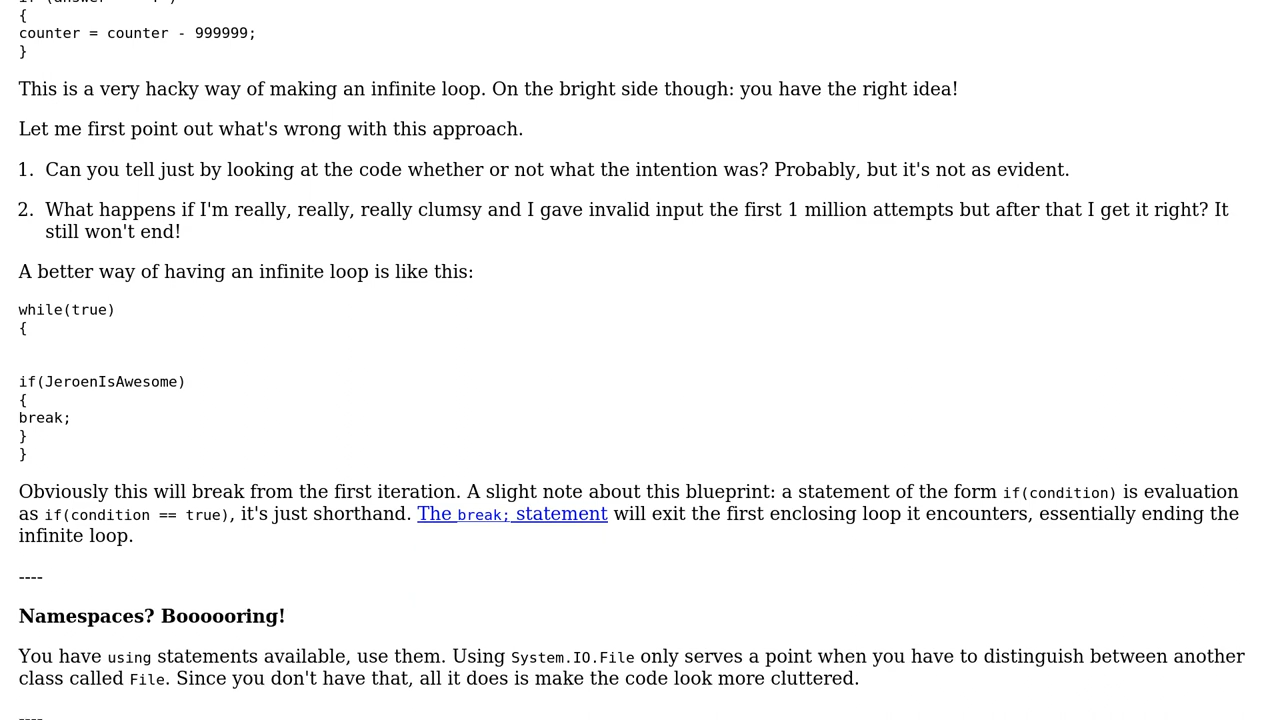 {
counter = counter - 999999;
}
This is a very hacky way of making an infinite loop. On the bright side though: you have the right idea!
Let me first point out what's wrong with this approach.
1. Can you tell just by looking at the code whether or not what the intention was? Probably, but it's not as evident.
2. What happens if I'm really, really, really clumsy and I gave invalid input the first 1 million attempts but after that I get it right? It
still won't end!
A better way of having an infinite loop is like this:
while(true)
{
if(JeroenIsAwesome)
{
break;
}
}
Obviously this will break from the first iteration. A slight note about this blueprint: a statement of the form if(condition) is evaluation
as if(condition == true), it's just shorthand. The break; statement will exit the first enclosing loop it encounters, essentially ending the
infinite loop.
----
Namespaces? Boooooring!
You have using statements available, use them. Using System.IO.File only serves a point when you have to distinguish between another
class called File. Since you don't have that, all it does is make the code look more cluttered.
----